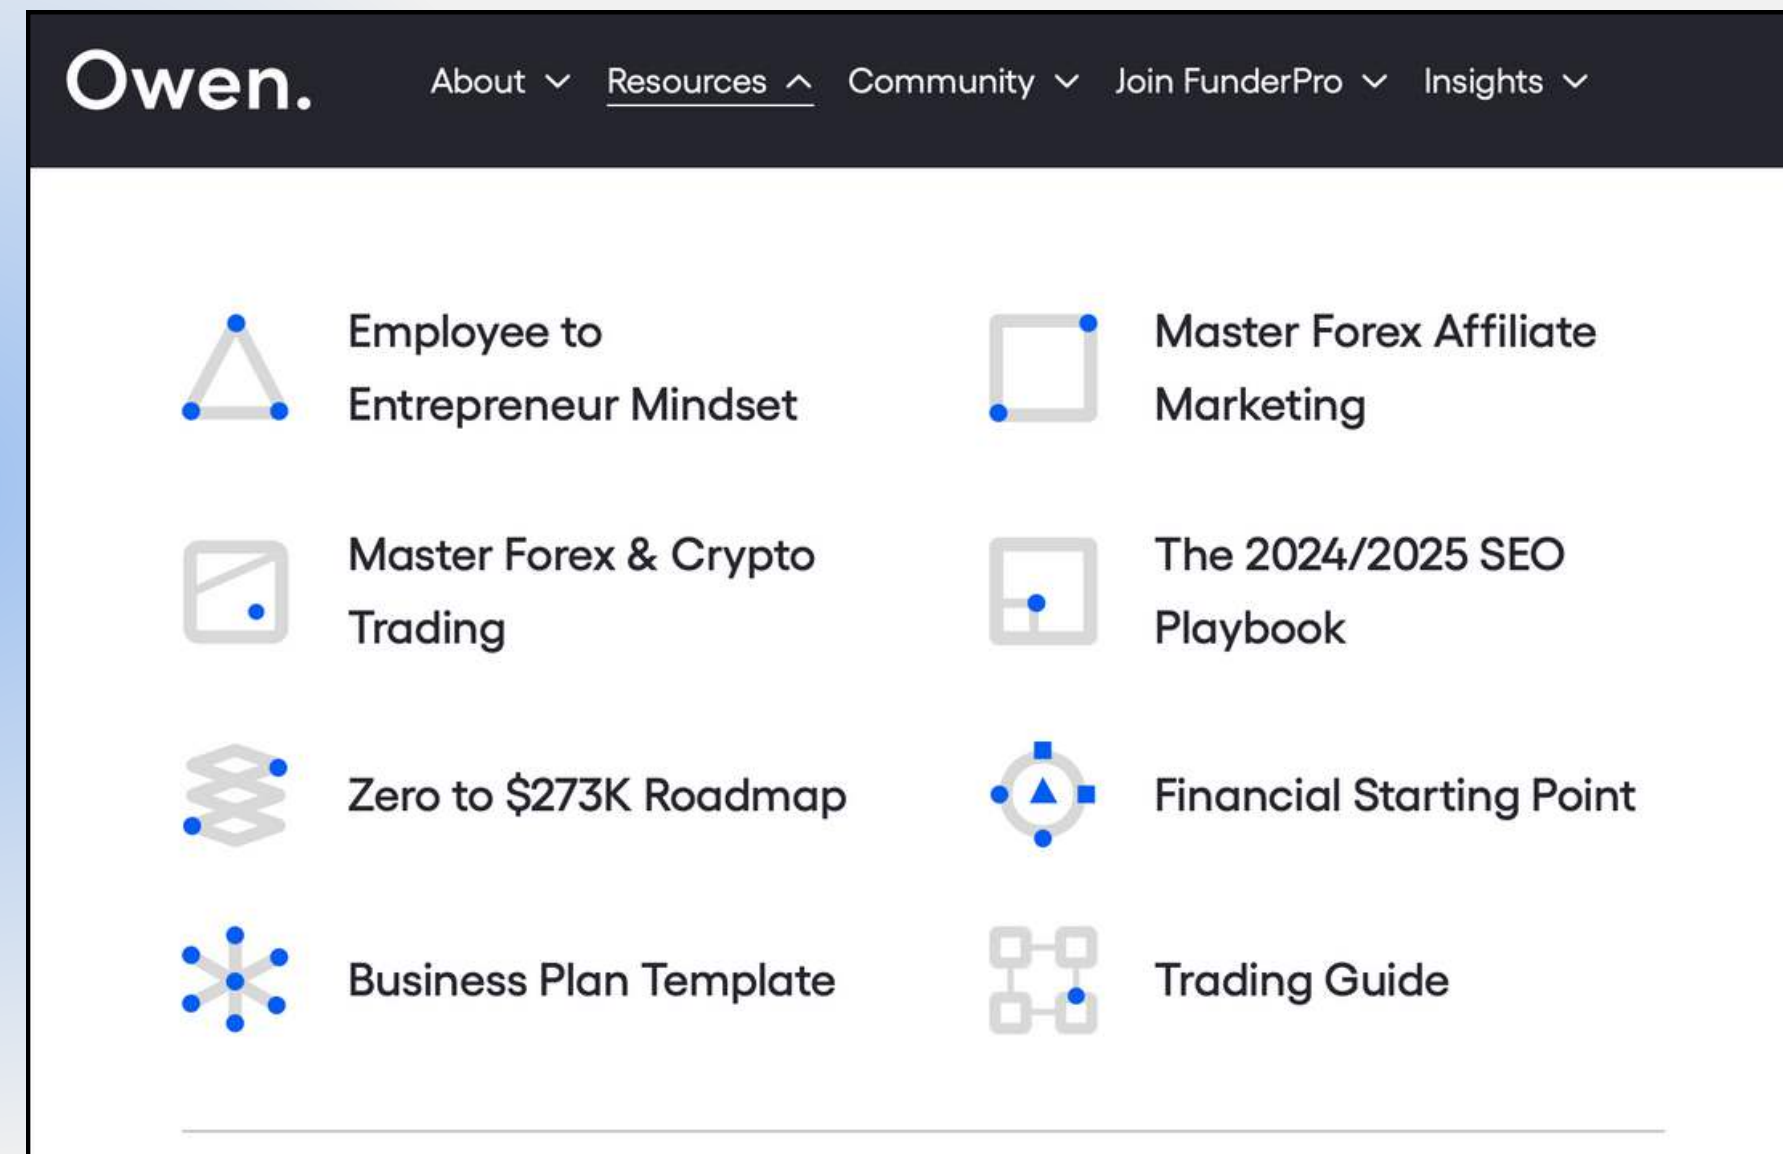 Owen.
About
Resources
Community
Join FunderPro
Insights
Employee to
Entrepreneur Mindset
Master Forex Affiliate
Marketing
Master Forex & Crypto
Trading
The 2024/2025 SEO
Playbook
Zero to $273K Roadmap
Financial Starting Point
Business Plan Template
Trading Guide